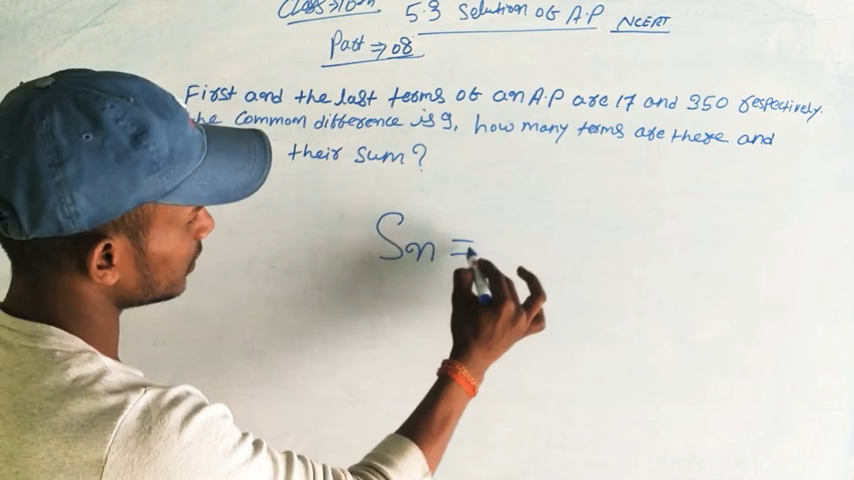 Class→10th 5.3 Solution of A.P NCERT
Part→08
First and the last terms of an A.P are 17 and 350 respectively.
the common difference is 9, how many terms are there and
their sum?
Sn =